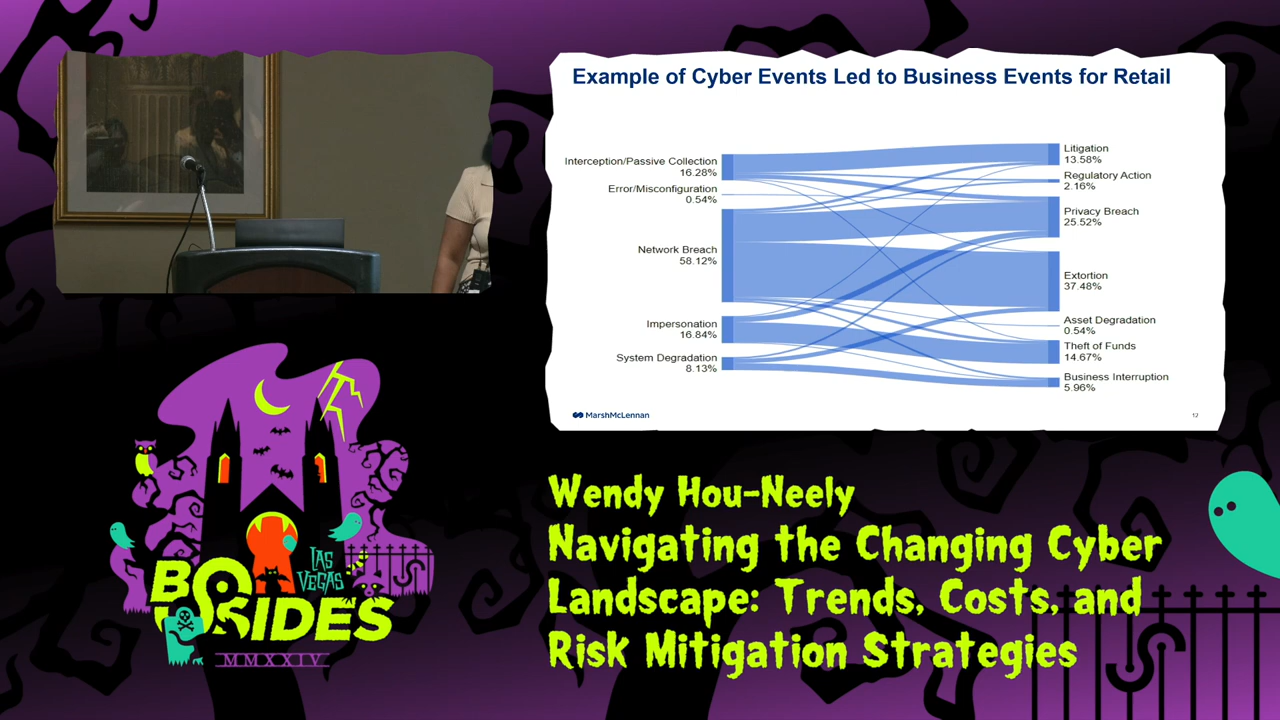 Example of Cyber Events Led to Business Events for Retail
Interception/Passive Collection
16.28%
Error/Misconfiguration
0.54%
Network Breach
58.12%
Impersonation
16.84%
System Degradation
8.13%
Litigation
13.58%
Regulatory Action
2.16%
Privacy Breach
25.52%
Extortion
37.48%
Asset Degradation
0.54%
Theft of Funds
14.67%
Business Interruption
5.96%
MarshMcLennan
12
LAS
VEGAS
BSIDES
MMXXIV
Wendy Hou-Neely
Navigating the Changing Cyber
Landscape: Trends, Costs, and
Risk Mitigation Strategies